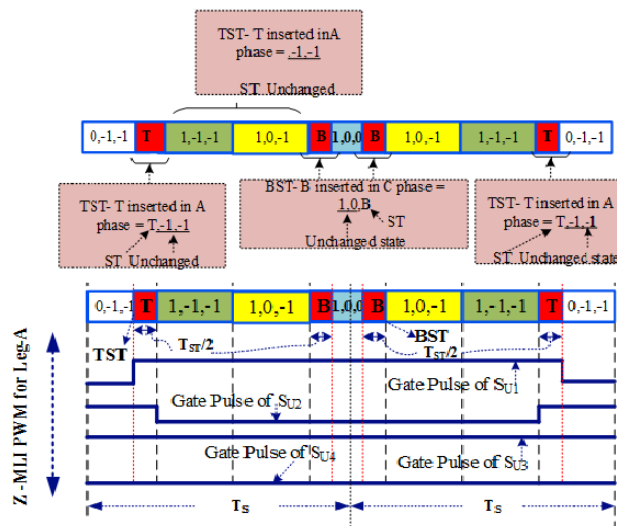 TST- T inserted in A
phase = .-1,-1
ST Unchanged
0,-1,-1 T 1,-1,-1 1,0,-1 B 1,0,0 B 1,0,-1 1,-1,-1 T 0,-1,-1
TST- T inserted in A
phase = T,-1,-1
ST Unchanged
BST- B inserted in C phase =
1,0,B
ST
Unchanged state
TST- T inserted in A
phase = T,-1,-1
ST Unchanged state
0,-1,-1 T 1,-1,-1 1,0,-1 B 1,0,0 B 1,0,-1 1,-1,-1 T 0,-1,-1
TST TST/2 BST TST/2
Gate Pulse of SU1
Gate Pulse of SU2
Gate Pulse of SU3
Gate Pulse of SU4
TS TS
Z -MLI PWM for Leg-A